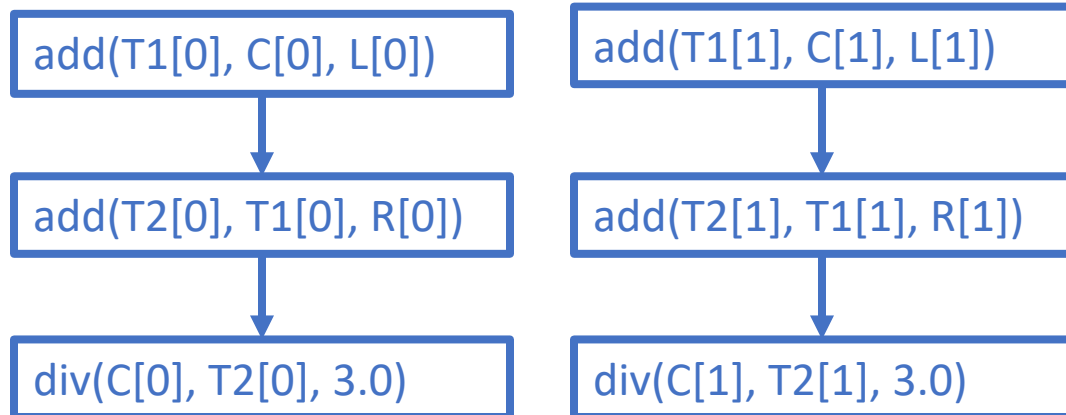 add(T1[0], C[0], L[0])
add(T1[1], C[1], L[1])
add(T2[0], T1[0], R[0])
add(T2[1], T1[1], R[1])
div(C[0], T2[0], 3.0)
div(C[1], T2[1], 3.0)